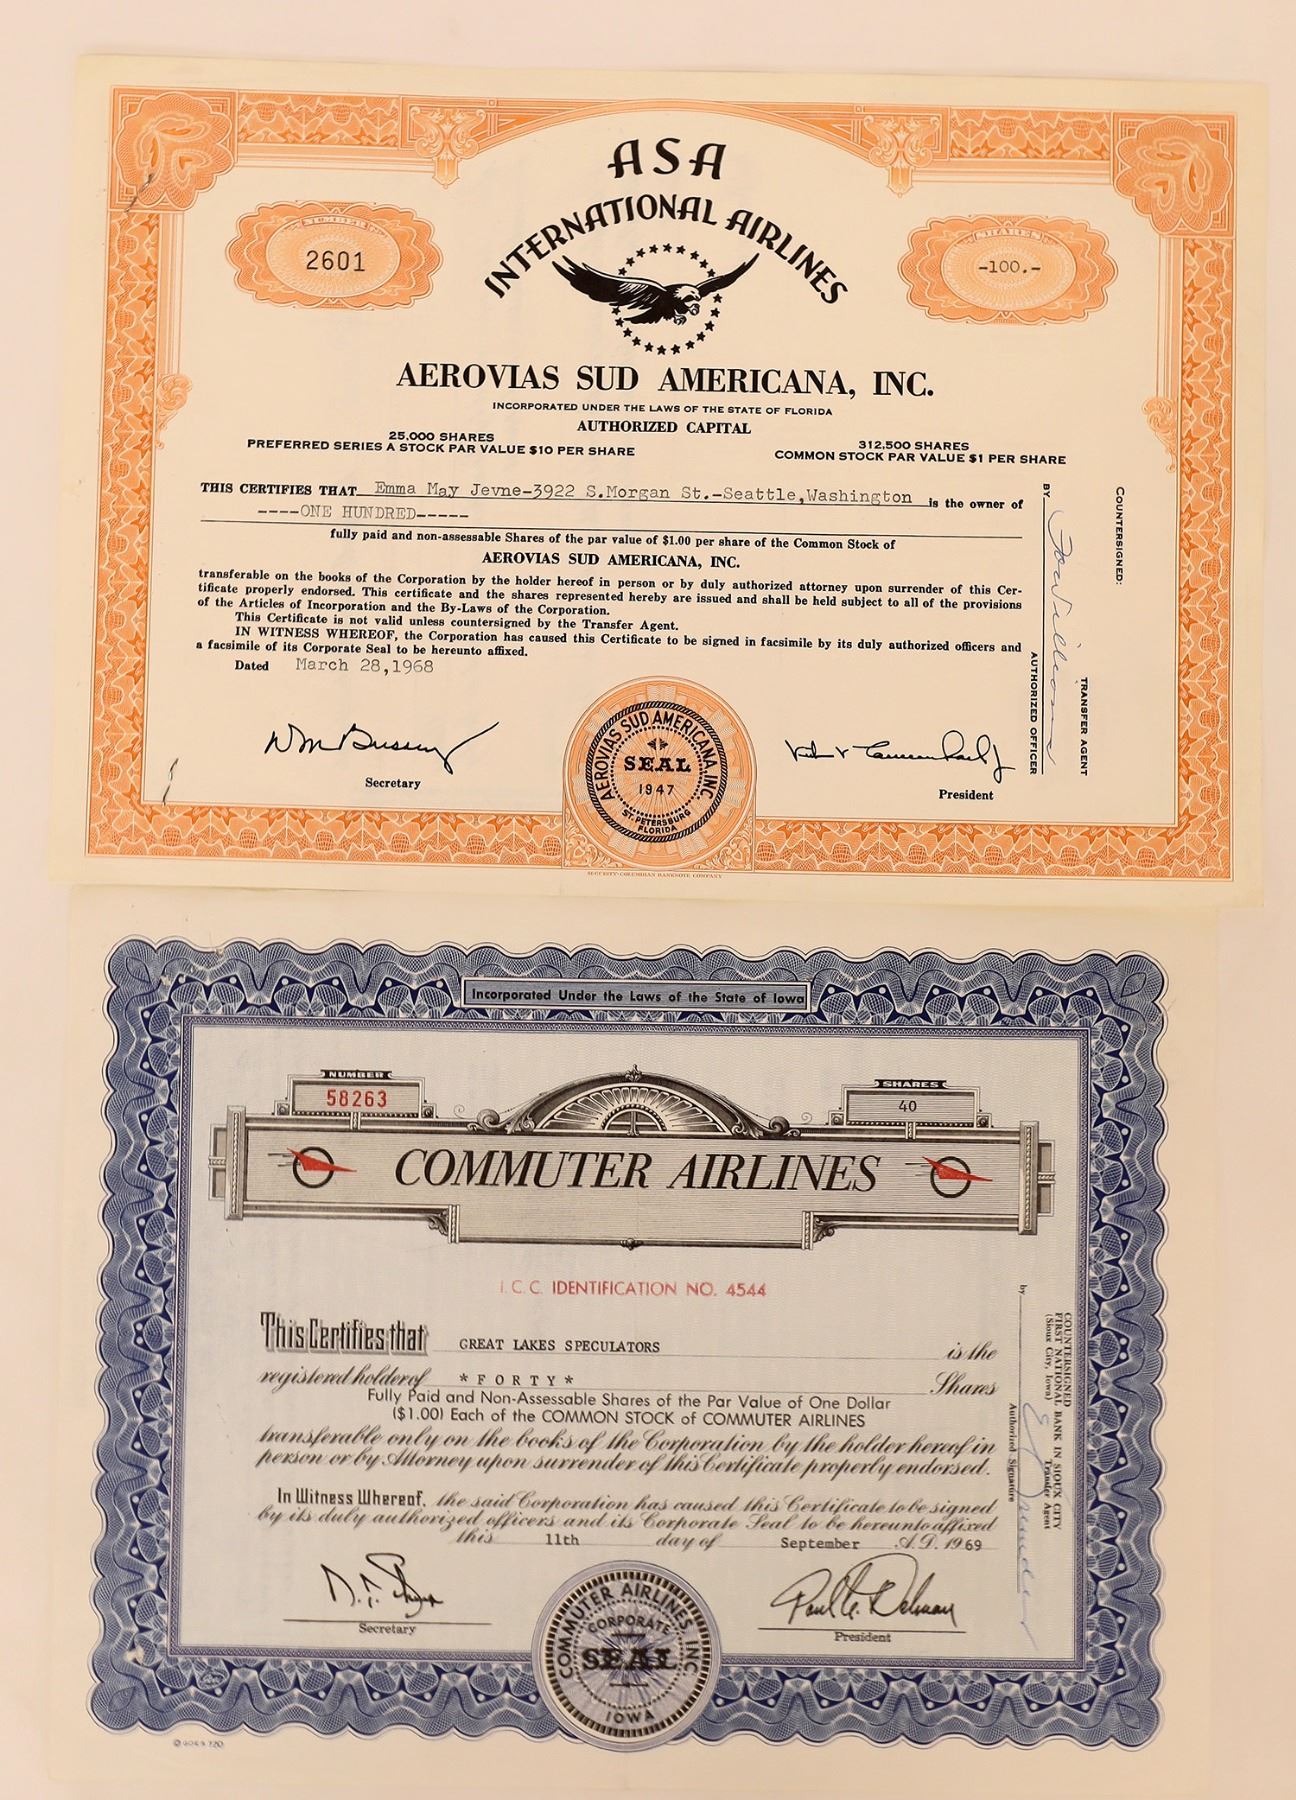 ASA
INTERNATIONAL AIRLINES
NUMBER
2601
SHARES
-100.-
AEROVIAS SUD AMERICANA, INC.
INCORPORATED UNDER THE LAWS OF THE STATE OF FLORIDA
AUTHORIZED CAPITAL
25,000 SHARES
PREFERRED SERIES A STOCK PAR VALUE $10 PER SHARE
312,500 SHARES
COMMON STOCK PAR VALUE $1 PER SHARE
THIS CERTIFIES THAT Emma May Jevne-3922 S.Morgan St.-Seattle,Washington is the owner of
----ONE HUNDRED-----
fully paid and non-assessable Shares of the par value of $1.00 per share of the Common Stock of
AEROVIAS SUD AMERICANA, INC.
transferable on the books of the Corporation by the holder hereof in person or by duly authorized attorney upon surrender of this Cer-
tificate properly endorsed. This certificate and the shares represented hereby are issued and shall be held subject to all of the provisions
of the Articles of Incorporation and the By-Laws of the Corporation.
This Certificate is not valid unless countersigned by the Transfer Agent.
IN WITNESS WHEREOF, the Corporation has caused this Certificate to be signed in facsimile by its duly authorized officers and
a facsimile of its Corporate Seal to be hereunto affixed.
Dated March 28,1968
Secretary
AEROVIAS SUD AMERICANA, INC.
SEAL
1947
ST. PETERSBURG
FLORIDA
President
COUNTERSIGNED:
TRANSFER AGENT
BY
AUTHORIZED OFFICER
SECURITY-COLUMBIAN BANKNOTE COMPANY
Incorporated Under the Laws of the State of Iowa
NUMBER
58263
SHARES
40
COMMUTER AIRLINES
I.C.C. IDENTIFICATION NO. 4544
This Certifies that GREAT LAKES SPECULATORS is the
registered holder of *FORTY* Shares
Fully Paid and Non-Assessable Shares of the Par Value of One Dollar
($1.00) Each of the COMMON STOCK of COMMUTER AIRLINES
transferable only on the books of the Corporation by the holder hereof in
person or by Attorney upon surrender of this Certificate properly endorsed.
In Witness Whereof, the said Corporation has caused this Certificate to be signed
by its duly authorized officers and its Corporate Seal to be hereunto affixed
this 11th day of September A.D. 1969
Secretary
COMMUTER AIRLINES, INC
CORPORATE
SEAL
IOWA
President
COUNTERSIGNED
FIRST NATIONAL BANK IN SIOUX CITY
(Sioux City, Iowa) Transfer Agent
by
Authorized Signature